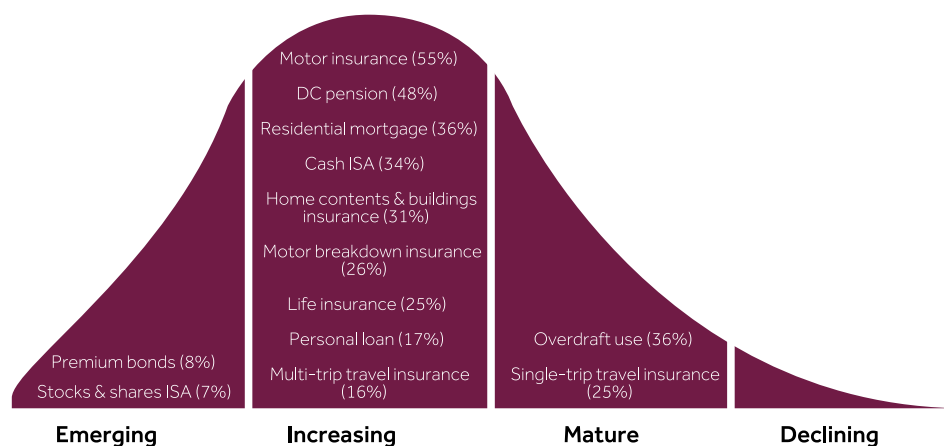 Motor insurance (55%)
DC pension (48%)
Residential mortgage (36%)
Cash ISA (34%)
Home contents & buildings
insurance (31%)
Motor breakdown insurance
(26%)
Life insurance (25%)
Personal loan (17%)
Multi-trip travel insurance
(16%)
Premium bonds (8%)
Stocks & shares ISA (7%)
Overdraft use (36%)
Single-trip travel insurance
(25%)
Emerging
Increasing
Mature
Declining